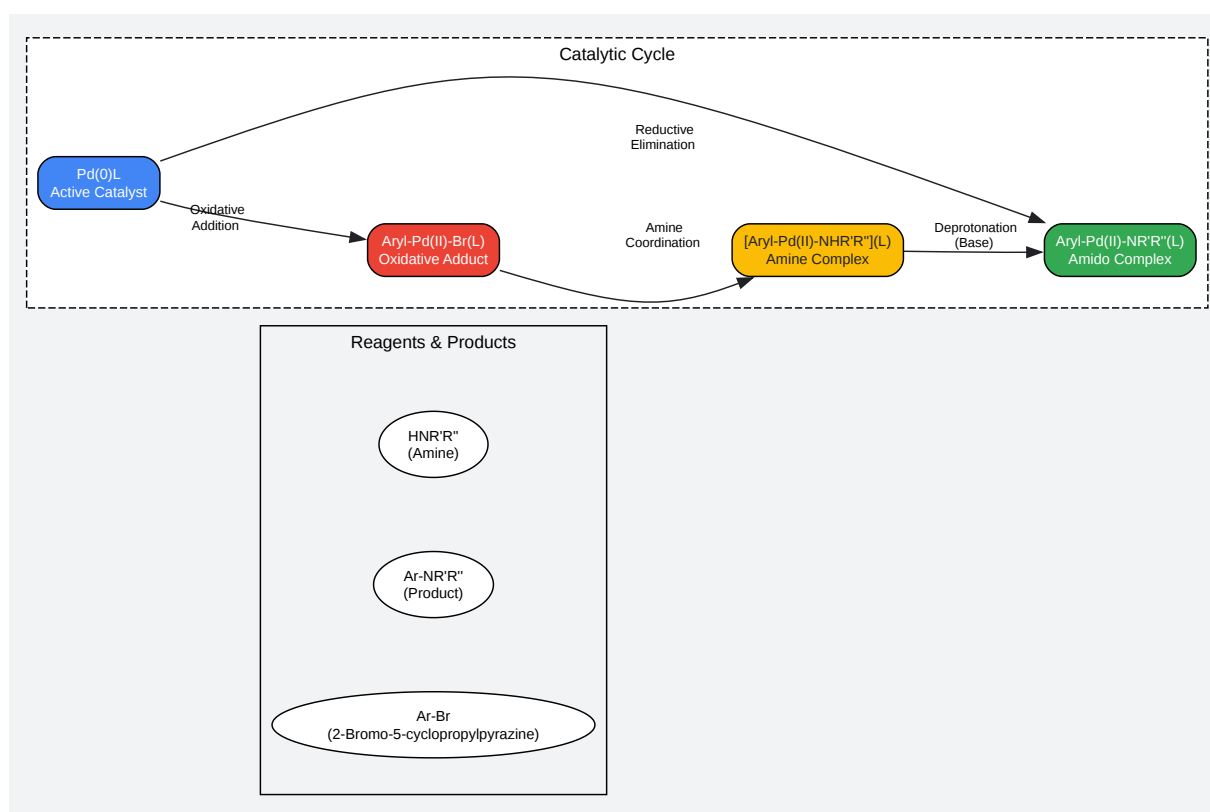 Catalytic Cycle
Reductive
Elimination
Pd(0)L
Active Catalyst
Oxidative
Addition
Aryl-Pd(II)-Br(L)
Oxidative Adduct
Amine
Coordination
[Aryl-Pd(II)-NHR'R"](L)
Amine Complex
Deprotonation
(Base)
Aryl-Pd(II)-NR'R"(L)
Amido Complex
Reagents & Products
HNR'R"
(Amine)
Ar-NR'R"
(Product)
Ar-Br
(2-Bromo-5-cyclopropylpyrazine)